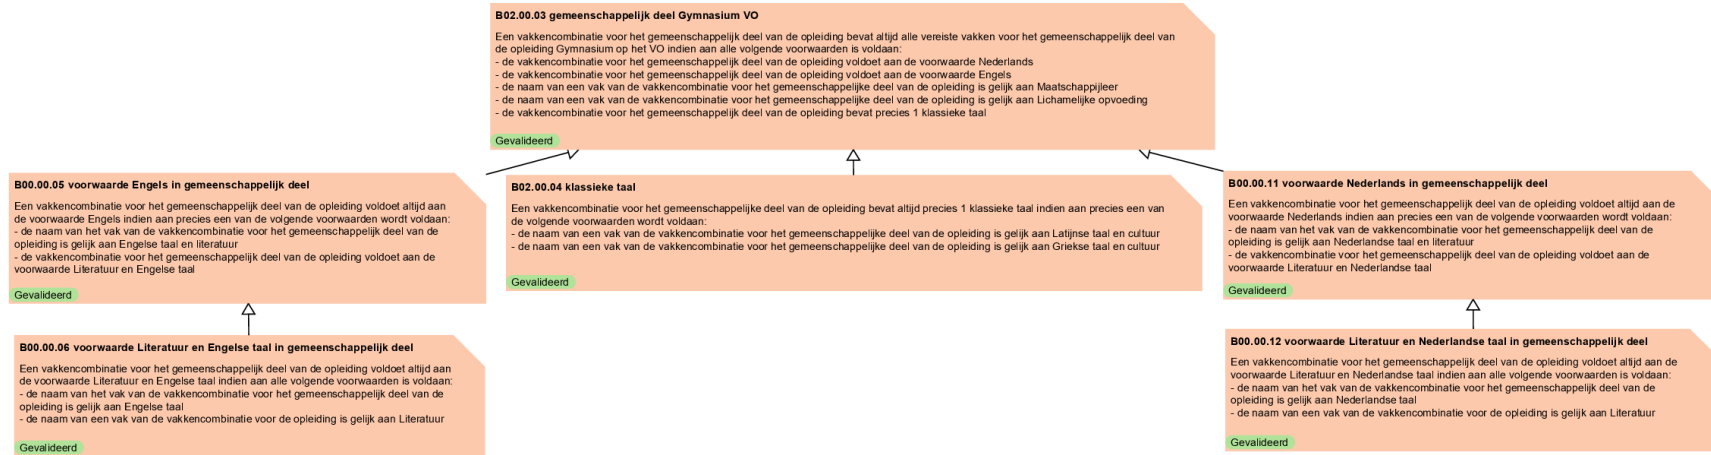 B02.00.03 gemeenschappelijk deel Gymnasium VO
Een vakkencombinatie voor het gemeenschappelijk deel van de opleiding bevat altijd alle vereiste vakken voor het gemeenschappelijk deel van
de opleiding Gymnasium op het VO indien aan alle volgende voorwaarden is voldaan:
- de vakkencombinatie voor het gemeenschappelijk deel van de opleiding voldoet aan de voorwaarde Nederlands
- de vakkencombinatie voor het gemeenschappelijk deel van de opleiding voldoet aan de voorwaarde Engels
- de naam van een vak van de vakkencombinatie voor het gemeenschappelijke deel van de opleiding is gelijk aan Maatschappijleer
- de naam van een vak van de vakkencombinatie voor het gemeenschappelijke deel van de opleiding is gelijk aan Lichamelijke opvoeding
- de vakkencombinatie voor het gemeenschappelijk deel van de opleiding bevat precies 1 klassieke taal
Gevalideerd
B00.00.05 voorwaarde Engels in gemeenschappelijk deel
Een vakkencombinatie voor het gemeenschappelijk deel van de opleiding voldoet altijd aan
de voorwaarde Engels indien aan precies een van de volgende voorwaarden wordt voldaan:
- de naam van het vak van de vakkencombinatie voor het gemeenschappelijk deel van de
opleiding is gelijk aan Engelse taal en literatuur
- de vakkencombinatie voor het gemeenschappelijk deel van de opleiding voldoet aan de
voorwaarde Literatuur en Engelse taal
Gevalideerd
B02.00.04 klassieke taal
Een vakkencombinatie voor het gemeenschappelijke deel van de opleiding bevat altijd precies 1 klassieke taal indien aan precies een van
de volgende voorwaarden wordt voldaan:
- de naam van een vak van de vakkencombinatie voor het gemeenschappelijke deel van de opleiding is gelijk aan Latijnse taal en cultuur
- de naam van een vak van de vakkencombinatie voor het gemeenschappelijke deel van de opleiding is gelijk aan Griekse taal en cultuur
Gevalideerd
B00.00.11 voorwaarde Nederlands in gemeenschappelijk deel
Een vakkencombinatie voor het gemeenschappelijk deel van de opleiding voldoet altijd aan de
voorwaarde Nederlands indien aan precies een van de volgende voorwaarden wordt voldaan:
- de naam van het vak van de vakkencombinatie voor het gemeenschappelijk deel van de
opleiding is gelijk aan Nederlandse taal en literatuur
- de vakkencombinatie voor het gemeenschappelijk deel van de opleiding voldoet aan de
voorwaarde Literatuur en Nederlandse taal
Gevalideerd
B00.00.06 voorwaarde Literatuur en Engelse taal in gemeenschappelijk deel
Een vakkencombinatie voor het gemeenschappelijk deel van de opleiding voldoet altijd aan
de voorwaarde Literatuur en Engelse taal indien aan alle volgende voorwaarden is voldaan:
- de naam van het vak van de vakkencombinatie voor het gemeenschappelijk deel van de
opleiding is gelijk aan Engelse taal
- de naam van een vak van de vakkencombinatie voor de opleiding is gelijk aan Literatuur
Gevalideerd
B00.00.12 voorwaarde Literatuur en Nederlandse taal in gemeenschappelijk deel
Een vakkencombinatie voor het gemeenschappelijk deel van de opleiding voldoet altijd aan de
voorwaarde Literatuur en Nederlandse taal indien aan alle volgende voorwaarden is voldaan:
- de naam van het vak van de vakkencombinatie voor het gemeenschappelijk deel van de
opleiding is gelijk aan Nederlandse taal
- de naam van een vak van de vakkencombinatie voor de opleiding is gelijk aan Literatuur
Gevalideerd